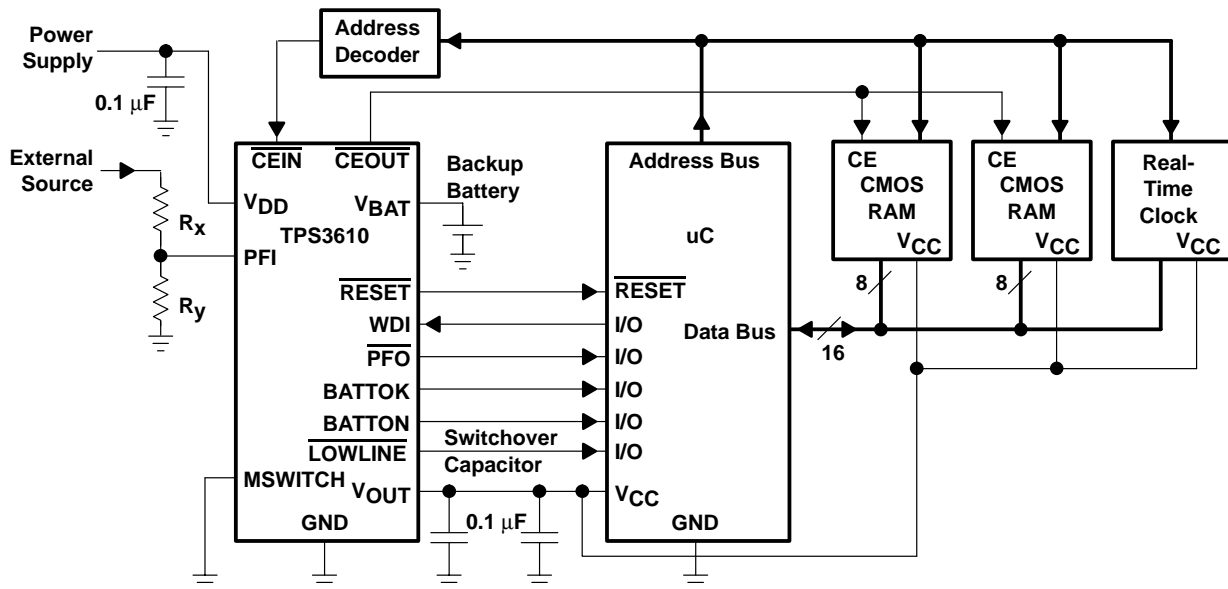 Power
Supply
0.1 μF
External
Source
Rx
Ry
Address
Decoder
CEIN
CEOUT
VDD
VBAT
TPS3610
PFI
RESET
WDI
PFO
BATTOK
BATTON
LOWLINE
MSWITCH
VOUT
GND
Backup
Battery
Switchover
Capacitor
0.1 μF
Address Bus
uC
RESET
I/O
Data Bus
I/O
I/O
I/O
I/O
VCC
GND
16
CE
CMOS
RAM
VCC
8
CE
CMOS
RAM
VCC
8
Real-
Time
Clock
VCC